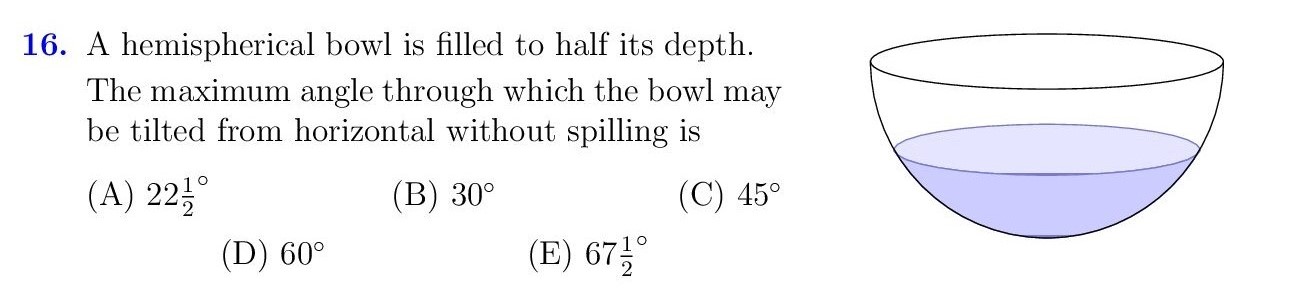 16. A hemispherical bowl is filled to half its depth.
The maximum angle through which the bowl may
be tilted from horizontal without spilling is
(A) 22½° (B) 30° (C) 45°
(D) 60° (E) 67½°